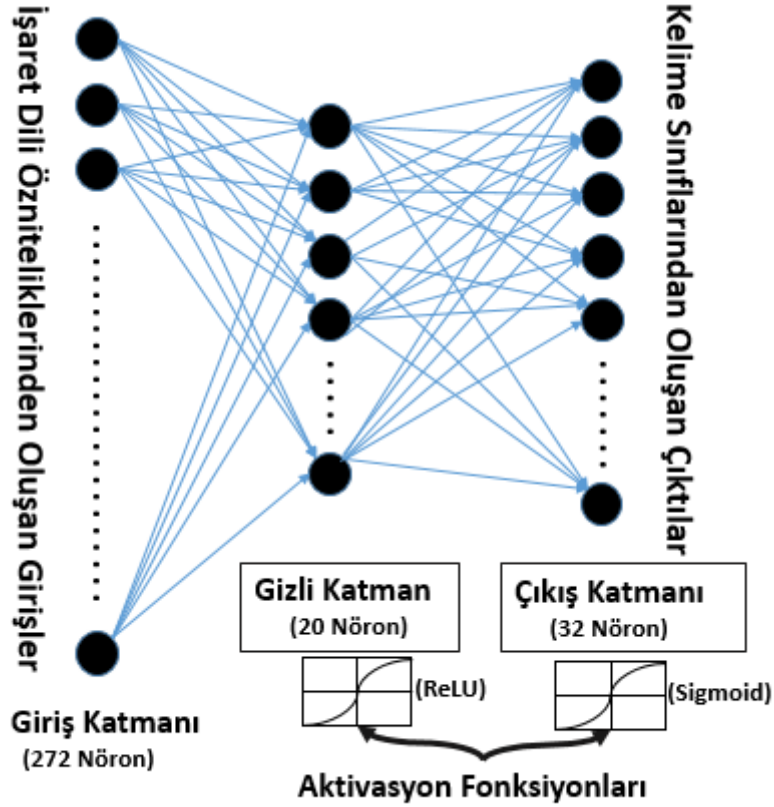 İşaret Dili Özniteliklerinden Oluşan Girişler
Kelime Sınıflarından Oluşan Çıktılar
Gizli Katman
(20 Nöron)
Çıkış Katmanı
(32 Nöron)
(ReLU)
(Sigmoid)
Giriş Katmanı
(272 Nöron)
Aktivasyon Fonksiyonları